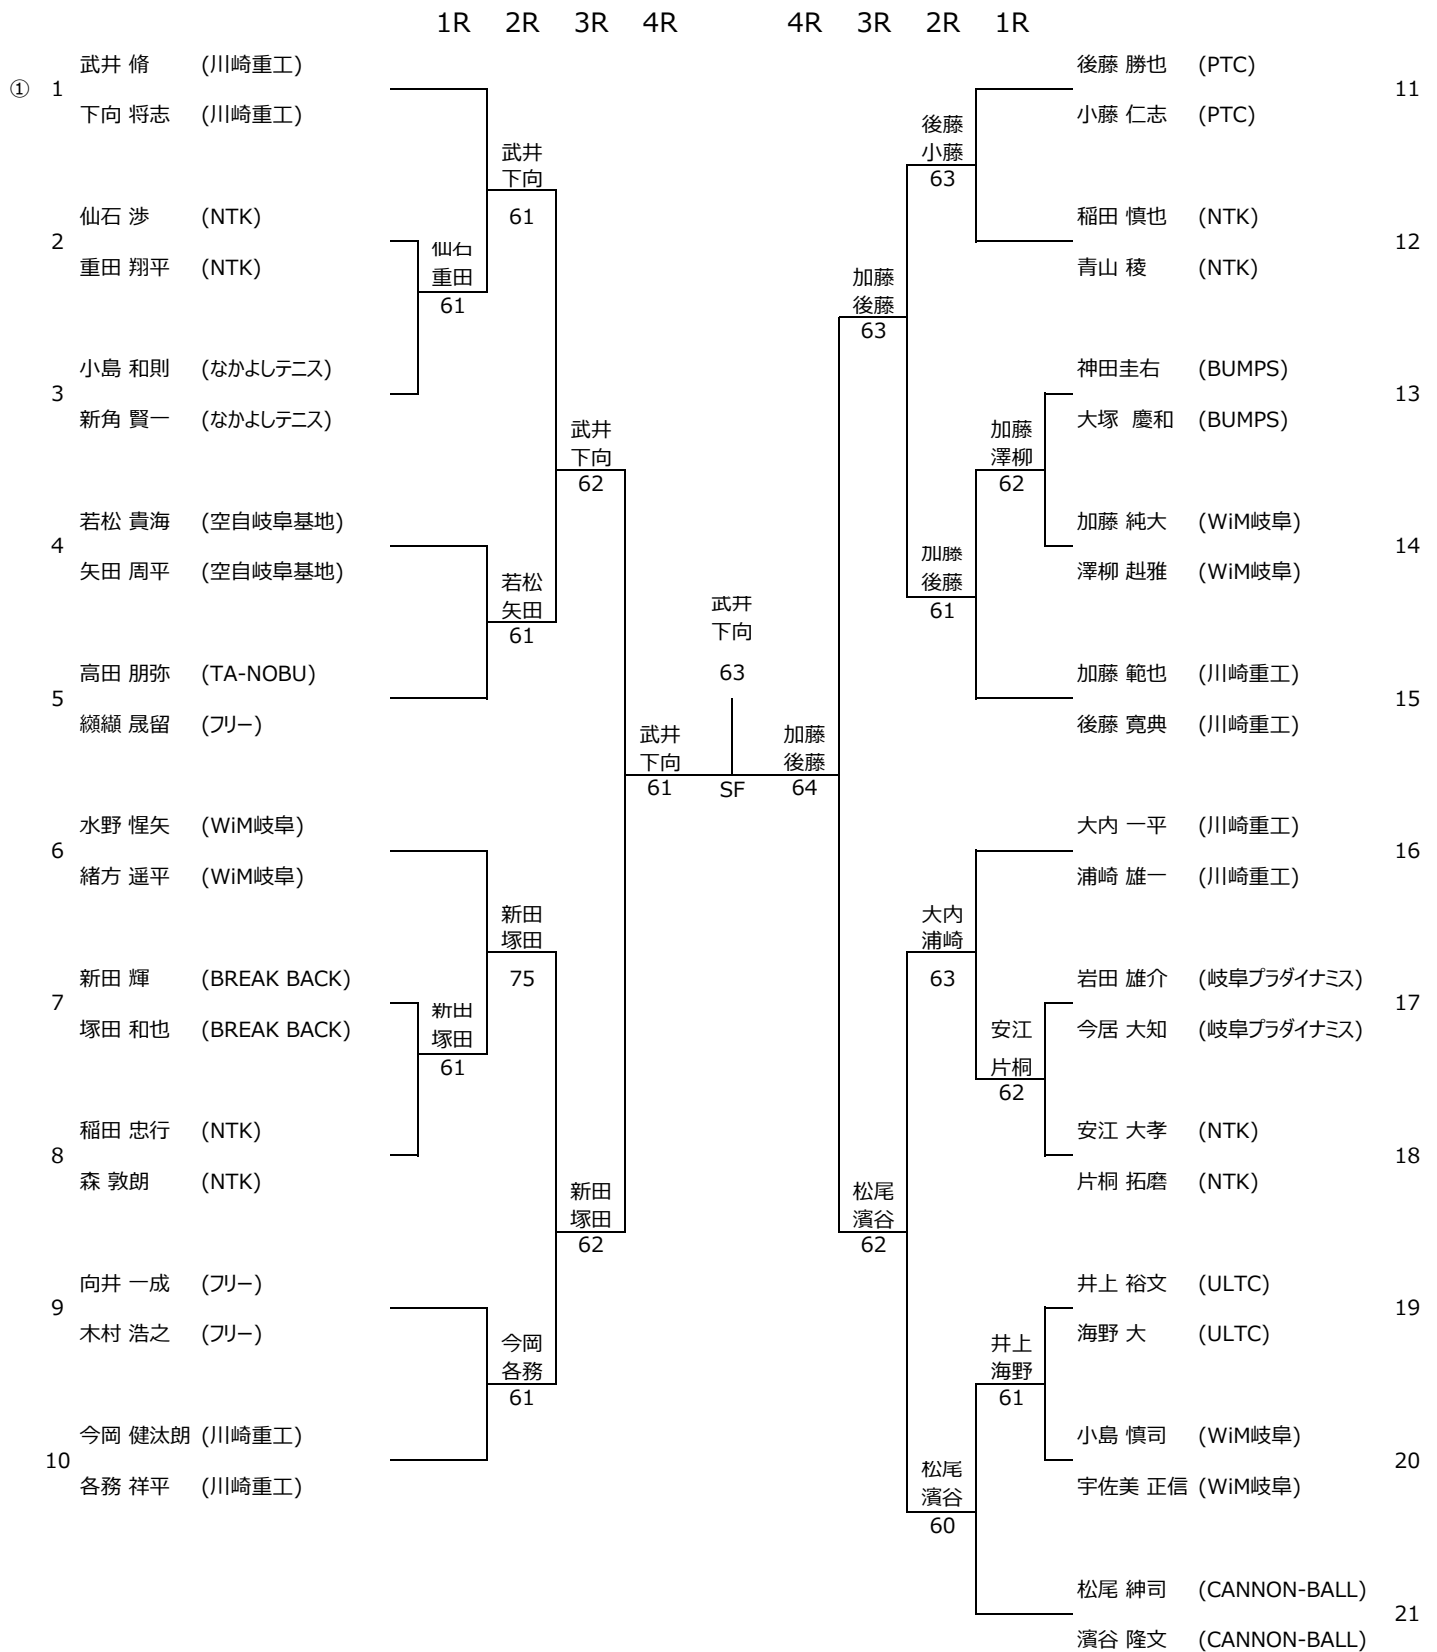 1R 2R 3R 4R 4R 3R 2R 1R
① 1
武井 脩 (川崎重工)
下向 将志 (川崎重工)
2
仙石 渉 (NTK)
重田 翔平 (NTK)
3
小島 和則 (なかよしテニス)
新角 賢一 (なかよしテニス)
4
若松 貴海 (空自岐阜基地)
矢田 周平 (空自岐阜基地)
5
高田 朋弥 (TA-NOBU)
纐纈 晟留 (フリー)
6
水野 惺矢 (WiM岐阜)
緒方 遥平 (WiM岐阜)
7
新田 輝 (BREAK BACK)
塚田 和也 (BREAK BACK)
8
稲田 忠行 (NTK)
森 敦朗 (NTK)
9
向井 一成 (フリー)
木村 浩之 (フリー)
10
今岡 健汰朗 (川崎重工)
各務 祥平 (川崎重工)
仙石
重田
61
新田
塚田
61
武井
下向
61
若松
矢田
61
新田
塚田
75
今岡
各務
61
武井
下向
62
新田
塚田
62
武井
下向
61
武井
下向
63
SF
加藤
後藤
64
加藤
後藤
63
松尾
濱谷
62
後藤
小藤
63
加藤
後藤
61
大内
浦崎
63
松尾
濱谷
60
加藤
澤柳
62
安江
片桐
62
井上
海野
61
後藤 勝也 (PTC)
小藤 仁志 (PTC)
11
稲田 慎也 (NTK)
青山 稜 (NTK)
12
神田圭右 (BUMPS)
大塚 慶和 (BUMPS)
13
加藤 純大 (WiM岐阜)
澤柳 赳雅 (WiM岐阜)
14
加藤 範也 (川崎重工)
後藤 寛典 (川崎重工)
15
大内 一平 (川崎重工)
浦崎 雄一 (川崎重工)
16
岩田 雄介 (岐阜プラダイナミス)
今居 大知 (岐阜プラダイナミス)
17
安江 大孝 (NTK)
片桐 拓磨 (NTK)
18
井上 裕文 (ULTC)
海野 大 (ULTC)
19
小島 慎司 (WiM岐阜)
宇佐美 正信 (WiM岐阜)
20
松尾 紳司 (CANNON-BALL)
濱谷 隆文 (CANNON-BALL)
21